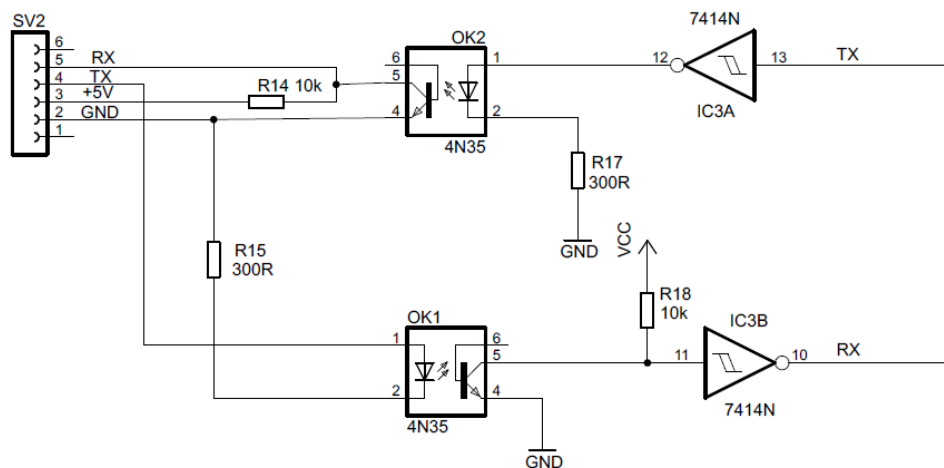 SV2
6
5
4
3
2
1
RX
TX
+5V
GND
R14 10k
OK2
6
5
4
1
2
4N35
7414N
12
13
TX
IC3A
R17
300R
GND
R15
300R
VCC
R18
10k
OK1
1
2
6
5
4
4N35
GND
IC3B
11
10
RX
7414N